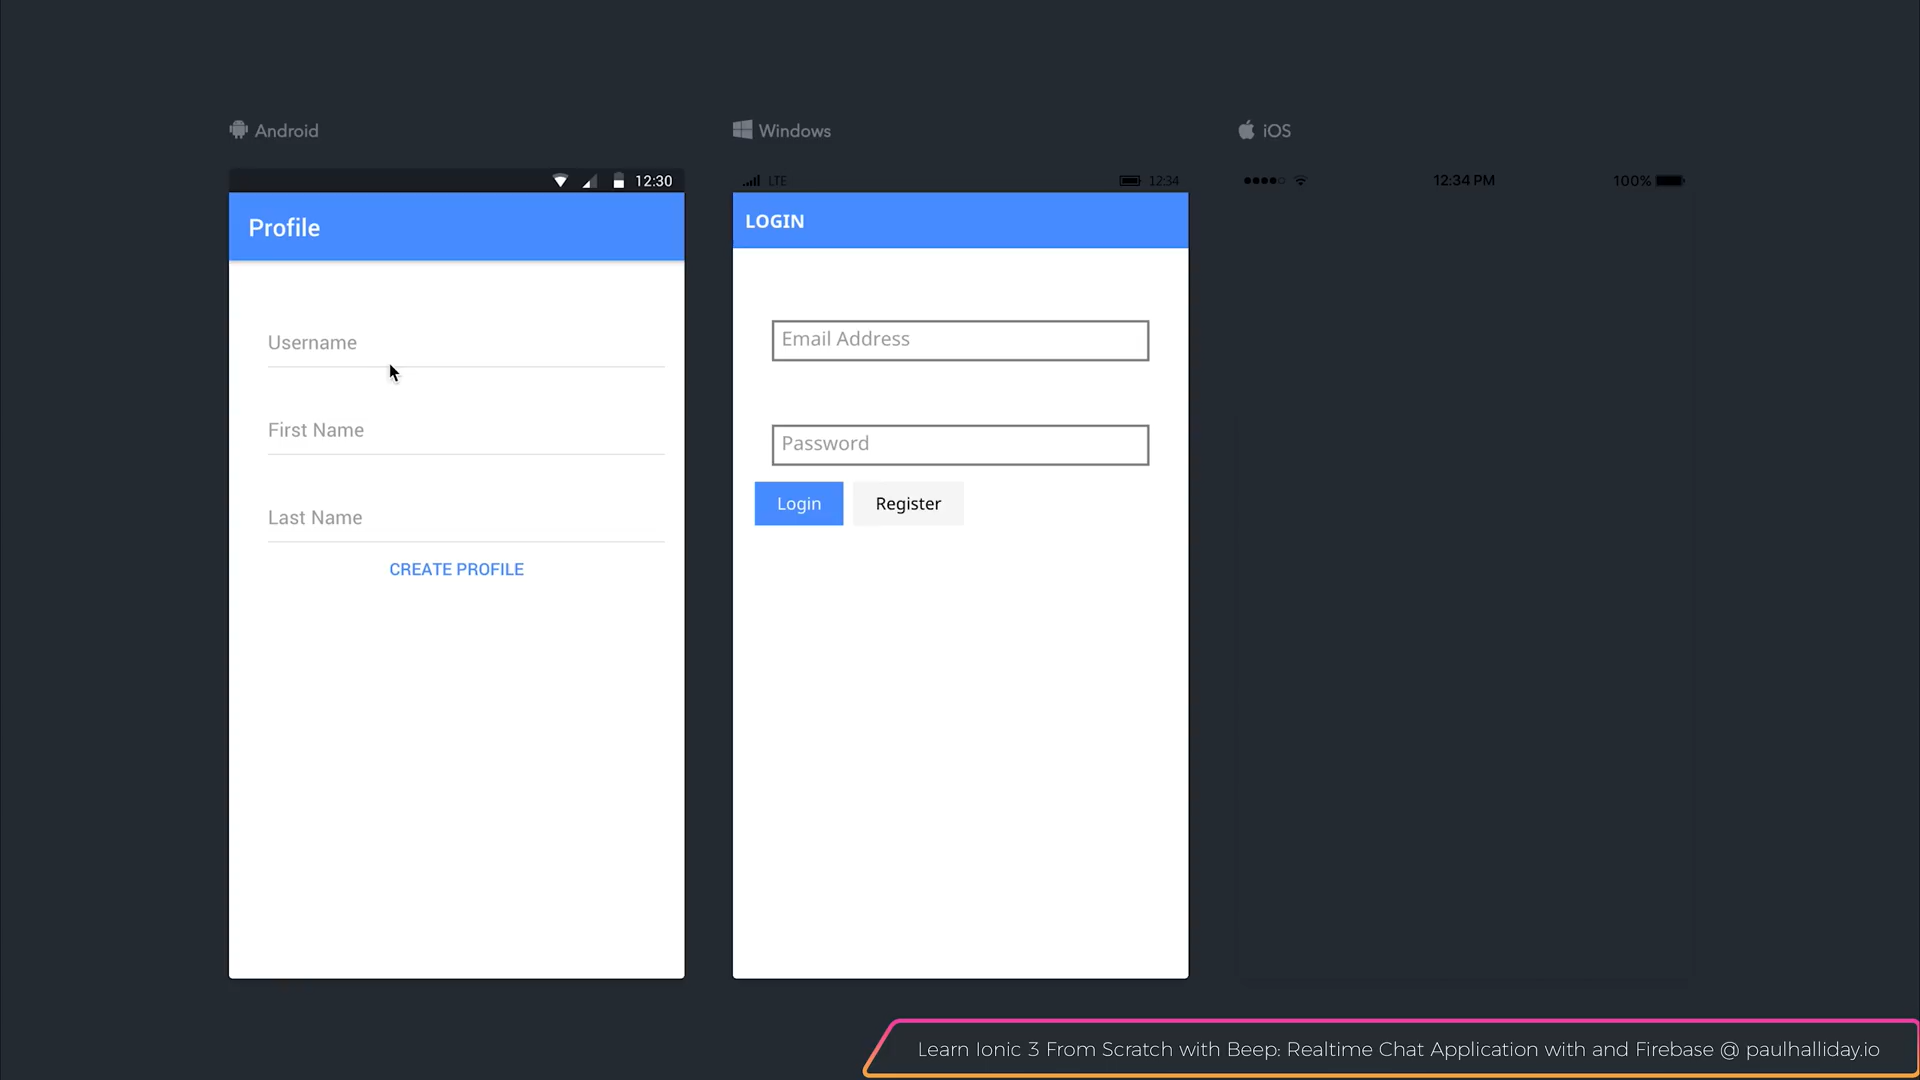 Android
12:30
Profile
Username
First Name
Last Name
CREATE PROFILE
Windows
LTE 12:34
LOGIN
Email Address
Password
Login Register
iOS
12:34 PM 100%
Learn Ionic 3 From Scratch with Beep: Realtime Chat Application with and Firebase @ paulhalliday.io